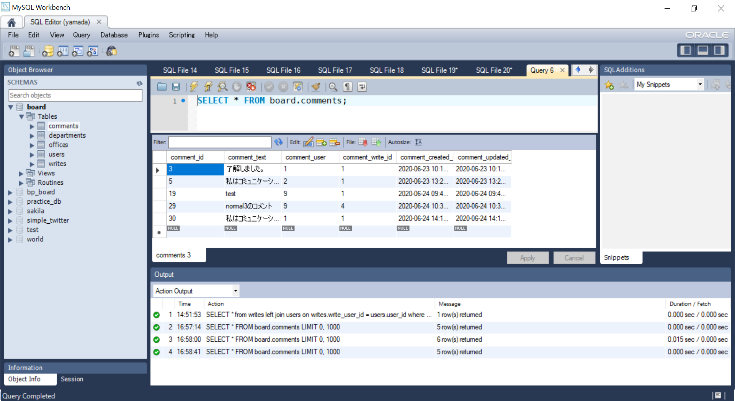 MySQL Workbench
SQL Editor (yamada) ×
File Edit View Query Database Plugins Scripting Help
ORACLE
Object Browser
SCHEMAS
Search objects
board
Tables
comments
departments
offices
users
writes
Views
Routines
bp_board
practice_db
sakila
simple_twitter
test
world
Information
Object Info Session
Query Completed
SQL File 14 SQL File 15 SQL File 16 SQL File 17 SQL File 18 SQL File 19* SQL File 20* Query 6 ×
1 SELECT * FROM board.comments;
Filter: Edit: File: Autosize:
comment_id comment_text comment_user comment_write_id comment_created_ comment_updated_
3 了解しました。 1 1 2020-06-23 10:1... 2020-06-23 10:1...
5 私はコミュニケーシ... 2 1 2020-06-23 13:2... 2020-06-23 13:2...
19 test 9 1 2020-06-24 09:4... 2020-06-24 09:4...
29 normal3のコメント 9 4 2020-06-24 10:3... 2020-06-24 10:3...
30 私はコミュニケーシ... 1 1 2020-06-24 14:1... 2020-06-24 14:1...
NULL NULL NULL NULL NULL NULL
comments 3
Apply Cancel
SQL Additions
My Snippets
Snippets
Output
Action Output
Time Action Message Duration / Fetch
1 14:51:53 SELECT * from writes left join users on writes.write_user_id = users.user_id where ... 1 row(s) returned 0.000 sec / 0.000 sec
2 16:57:14 SELECT * FROM board.comments LIMIT 0, 1000 5 row(s) returned 0.000 sec / 0.000 sec
3 16:58:00 SELECT * FROM board.comments LIMIT 0, 1000 6 row(s) returned 0.015 sec / 0.000 sec
4 16:58:41 SELECT * FROM board.comments LIMIT 0, 1000 5 row(s) returned 0.000 sec / 0.000 sec